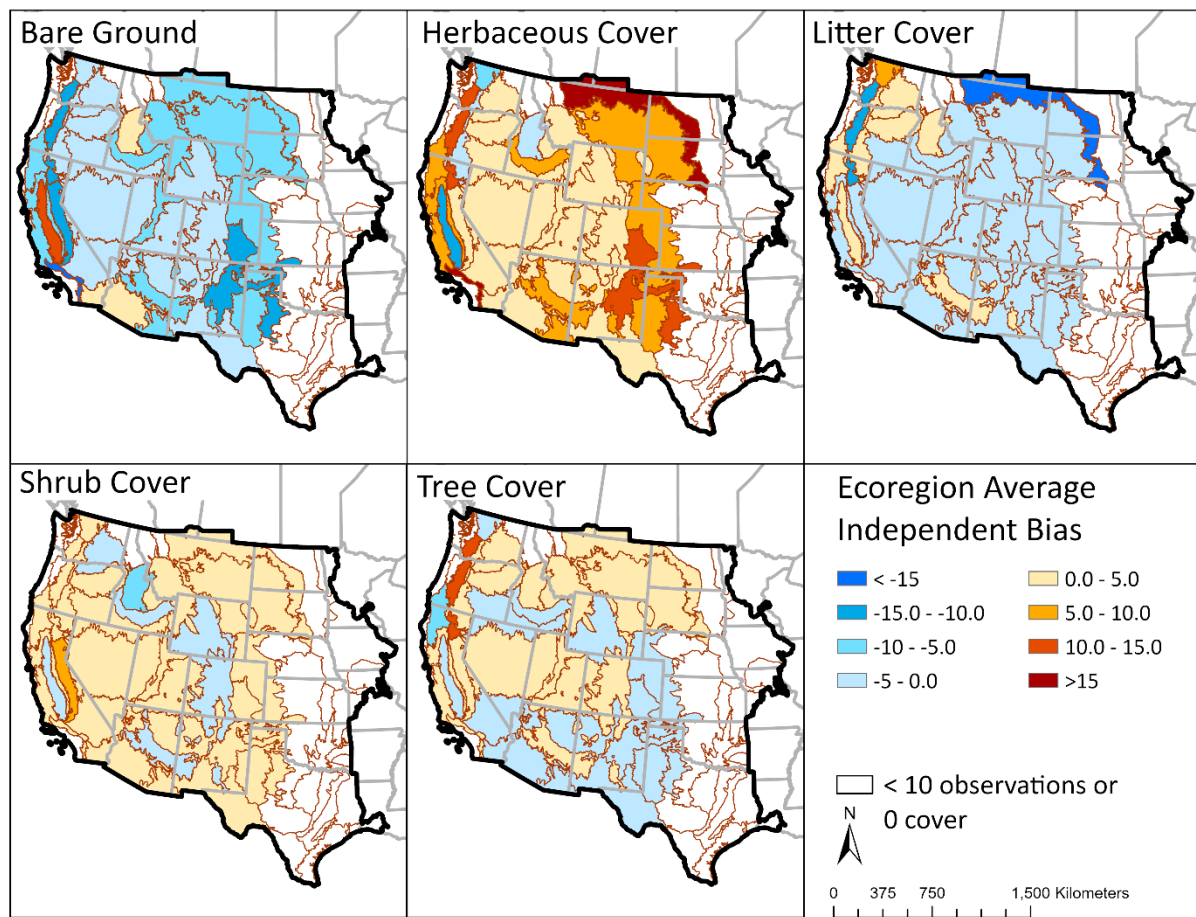 Bare Ground
Herbaceous Cover
Litter Cover
Shrub Cover
Tree Cover
Ecoregion Average
Independent Bias
< -15
-15.0 - -10.0
-10 - -5.0
-5 - 0.0
0.0 - 5.0
5.0 - 10.0
10.0 - 15.0
>15
< 10 observations or
0 cover
N
0 375 750 1,500 Kilometers